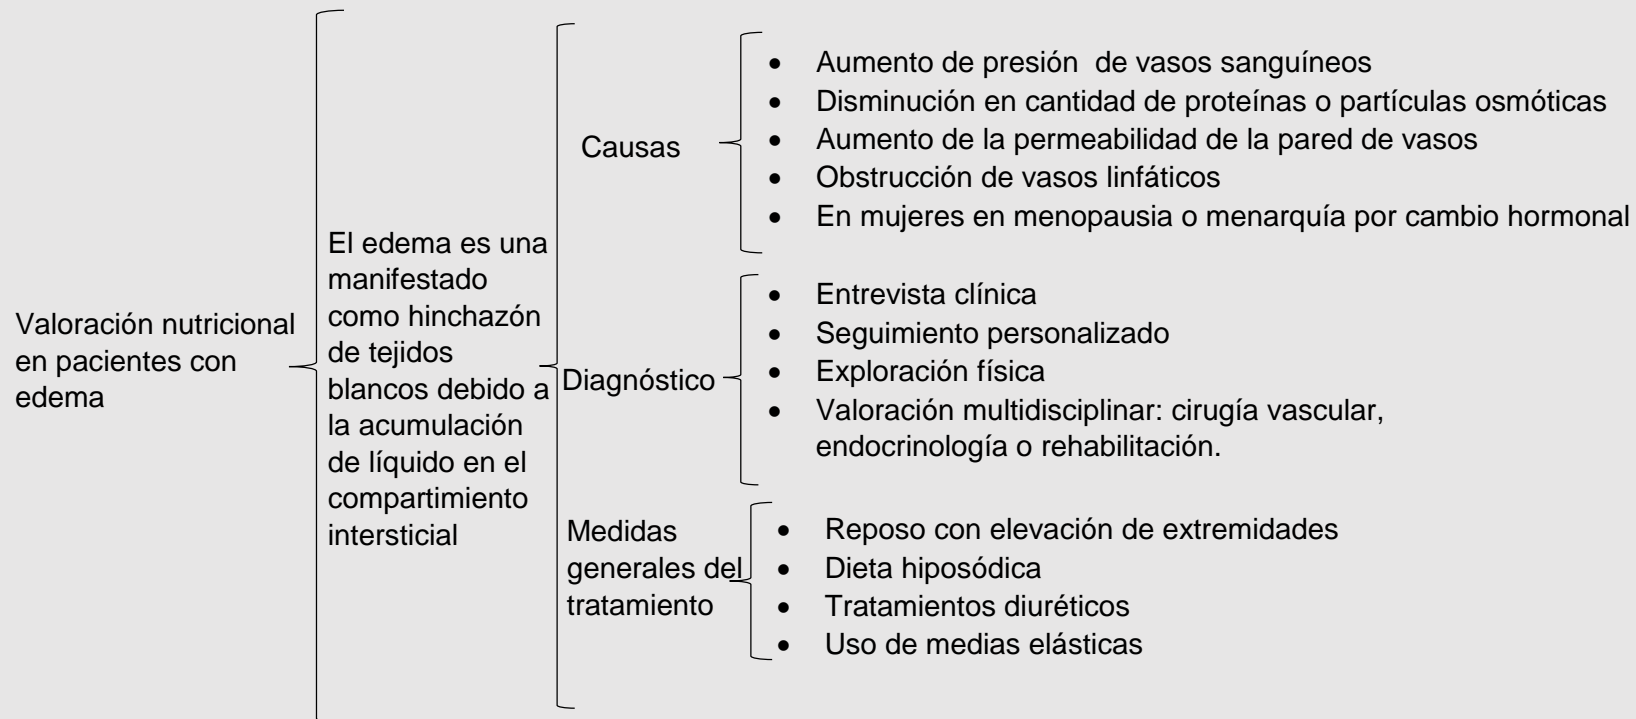 Valoración nutricional
en pacientes con
edema
El edema es una
manifestado
como hinchazón
de tejidos
blancos debido a
la acumulación
de líquido en el
compartimiento
intersticial
Causas
• Aumento de presión  de vasos sanguíneos
• Disminución en cantidad de proteínas o partículas osmóticas
• Aumento de la permeabilidad de la pared de vasos
• Obstrucción de vasos linfáticos
• En mujeres en menopausia o menarquía por cambio hormonal
Diagnóstico
• Entrevista clínica
• Seguimiento personalizado
• Exploración física
• Valoración multidisciplinar: cirugía vascular,
endocrinología o rehabilitación.
Medidas
generales del
tratamiento
• Reposo con elevación de extremidades
• Dieta hiposódica
• Tratamientos diuréticos
• Uso de medias elásticas